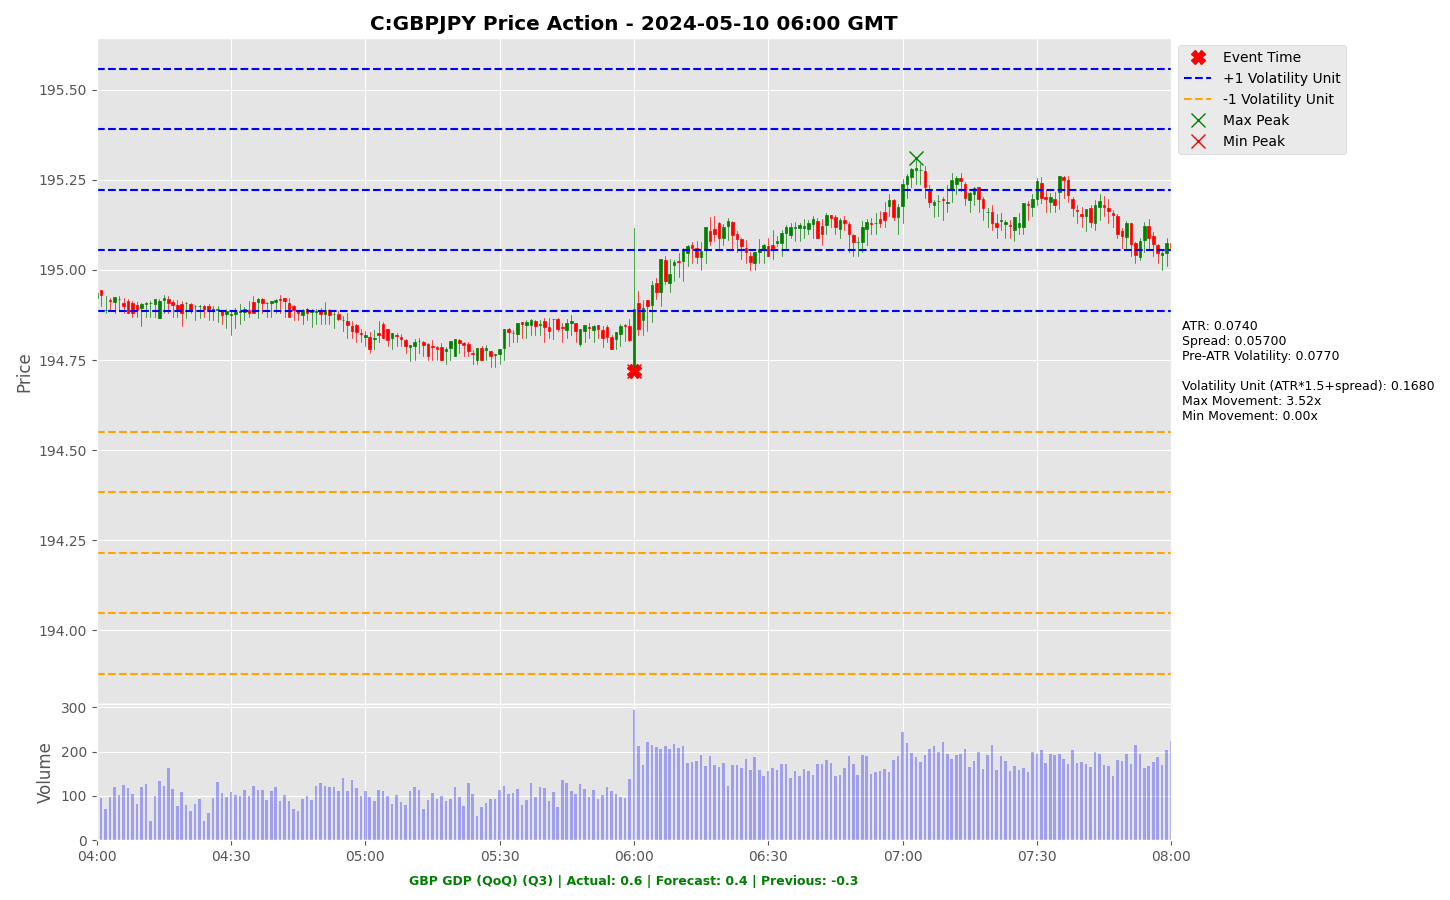 C:GBPJPY Price Action - 2024-05-10 06:00 GMT
Event Time
+1 Volatility Unit
-1 Volatility Unit
Max Peak
Min Peak
195.50
195.25
195.00
194.75
194.50
194.25
194.00
Price
ATR: 0.0740
Spread: 0.05700
Pre-ATR Volatility: 0.0770
Volatility Unit (ATR*1.5+spread): 0.1680
Max Movement: 3.52x
Min Movement: 0.00x
300
200
100
0
Volume
04:00 04:30 05:00 05:30 06:00 06:30 07:00 07:30 08:00
GBP GDP (QoQ) (Q3) | Actual: 0.6 | Forecast: 0.4 | Previous: -0.3